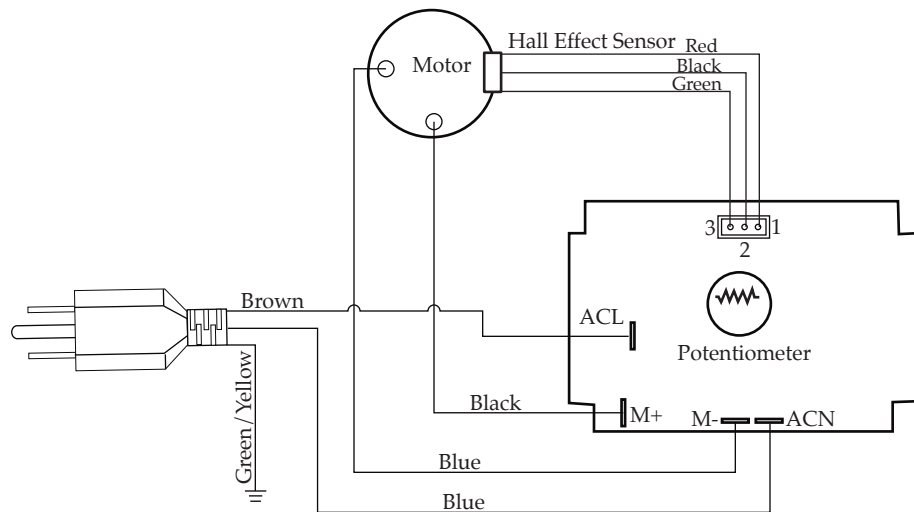 Hall Effect Sensor
Red
Motor
Black
Green
3
1
2
Brown
ACL
Potentiometer
Green/Yellow
Black
M+
M-
ACN
Blue
Blue